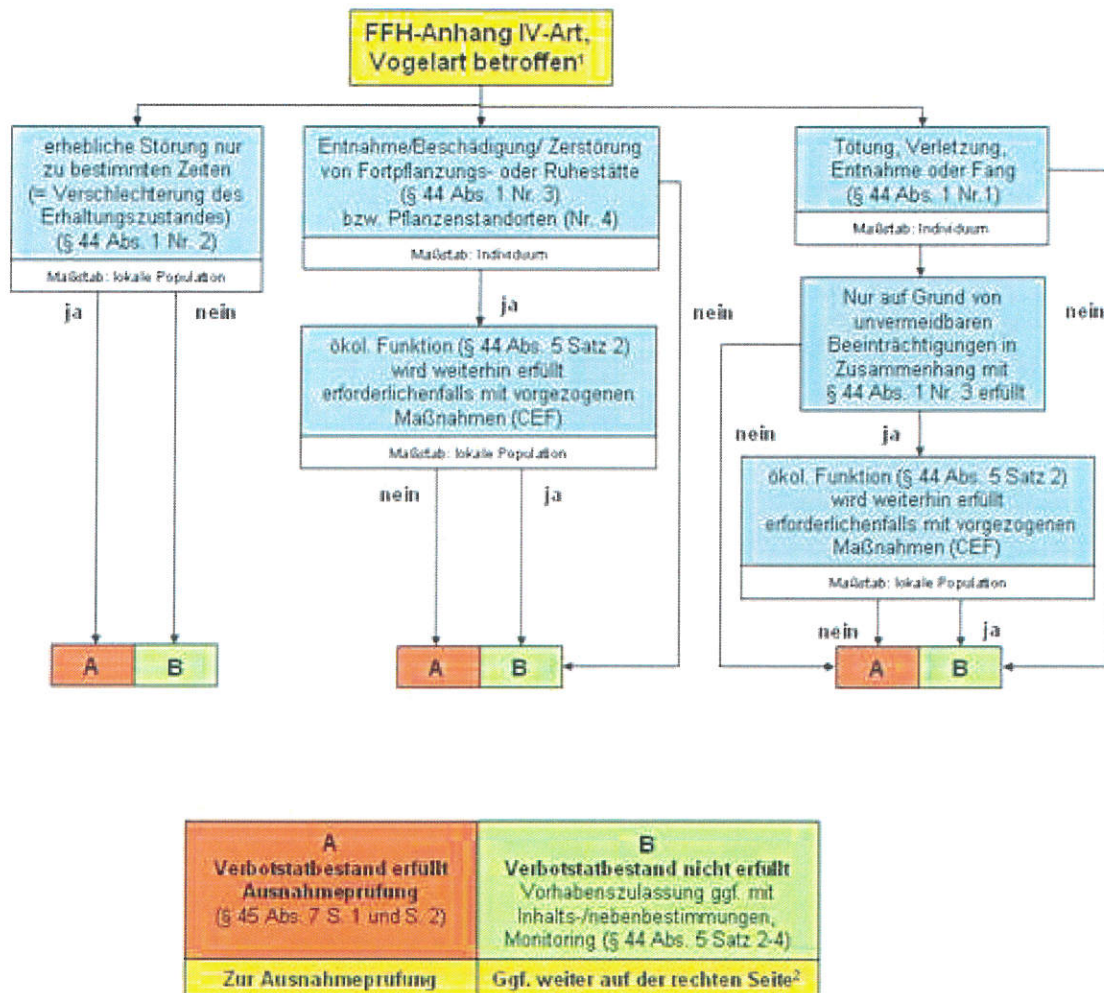 FFH-Anhang IV-Art,
Vogelart betroffen¹
erhebliche Störung nur
zu bestimmten Zeiten
(= Verschlechterung des
Erhaltungszustandes)
(§ 44 Abs. 1 Nr. 2)
Maßstab: lokale Population
ja
nein
Entnahme/Beschädigung/ Zerstörung
von Fortpflanzungs- oder Ruhestätte
(§ 44 Abs. 1 Nr. 3)
bzw. Pflanzenstandorten (Nr. 4)
Maßstab: Individuum
ja
nein
ökol. Funktion (§ 44 Abs. 5 Satz 2)
wird weiterhin erfüllt
erforderlichenfalls mit vorgezogenen
Maßnahmen (CEF)
Maßstab: lokale Population
nein
ja
Tötung, Verletzung,
Entnahme oder Fang
(§ 44 Abs. 1 Nr.1)
Maßstab: Individuum
nein
Nur auf Grund von
unvermeidbaren
Beeinträchtigungen in
Zusammenhang mit
§ 44 Abs. 1 Nr. 3 erfüllt
nein
ja
ökol. Funktion (§ 44 Abs. 5 Satz 2)
wird weiterhin erfüllt
erforderlichenfalls mit vorgezogenen
Maßnahmen (CEF)
Maßstab: lokale Population
nein
ja
A B
A B
A B
A
Verbotstatbestand erfüllt
Ausnahmeprüfung
(§ 45 Abs. 7 S. 1 und S. 2)
Zur Ausnahmeprüfung
B
Verbotstatbestand nicht erfüllt
Vorhabenszulassung ggf. mit
Inhalts-/nebenbestimmungen,
Monitoring (§ 44 Abs. 5 Satz 2-4)
Ggf. weiter auf der rechten Seite²